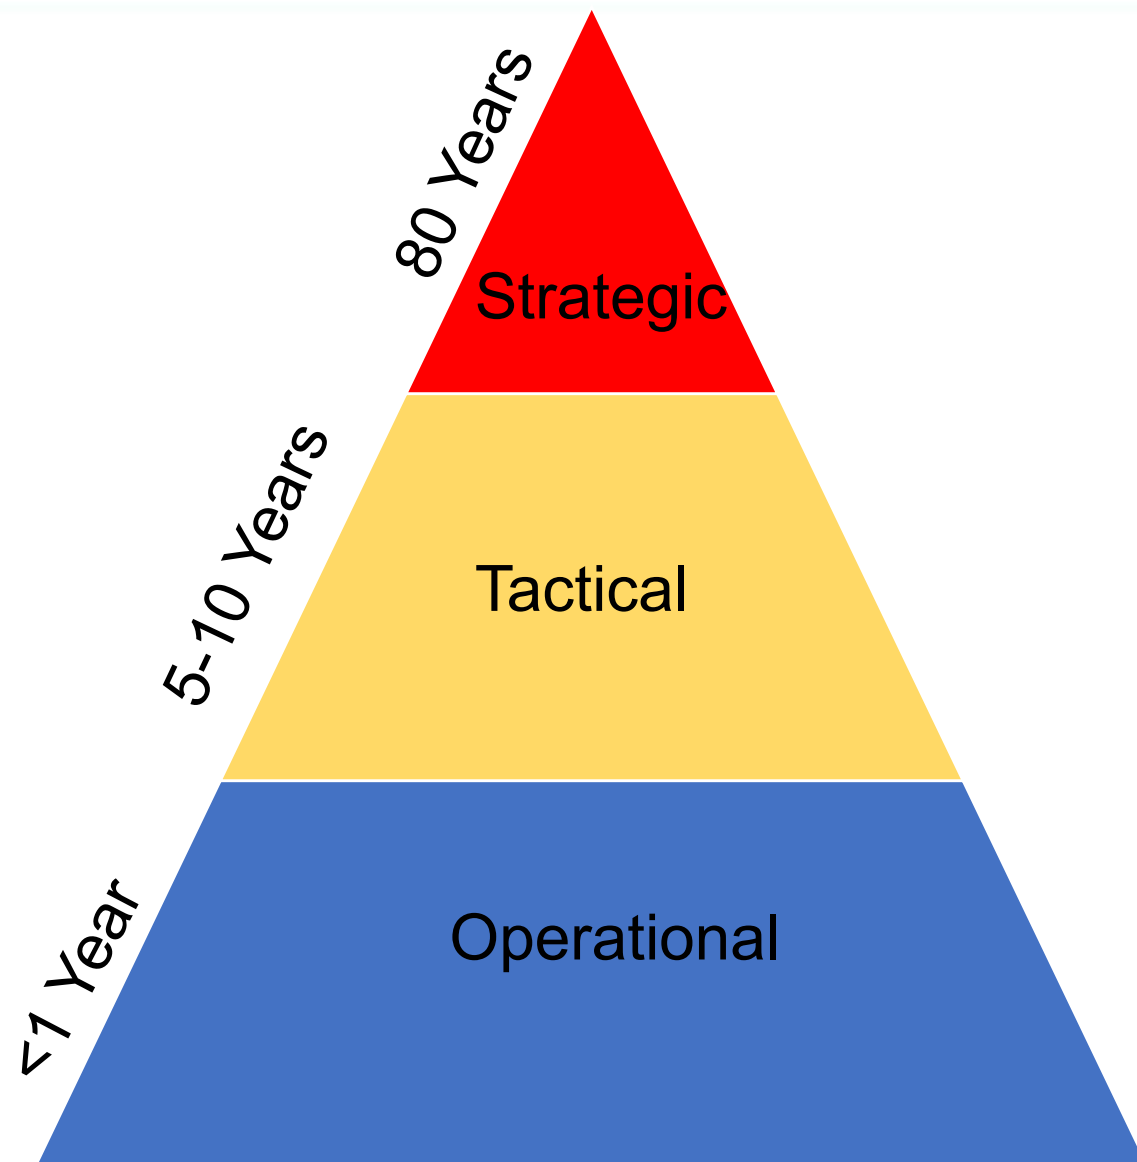 80 Years
Strategic
5-10 Years
Tactical
<1 Year
Operational